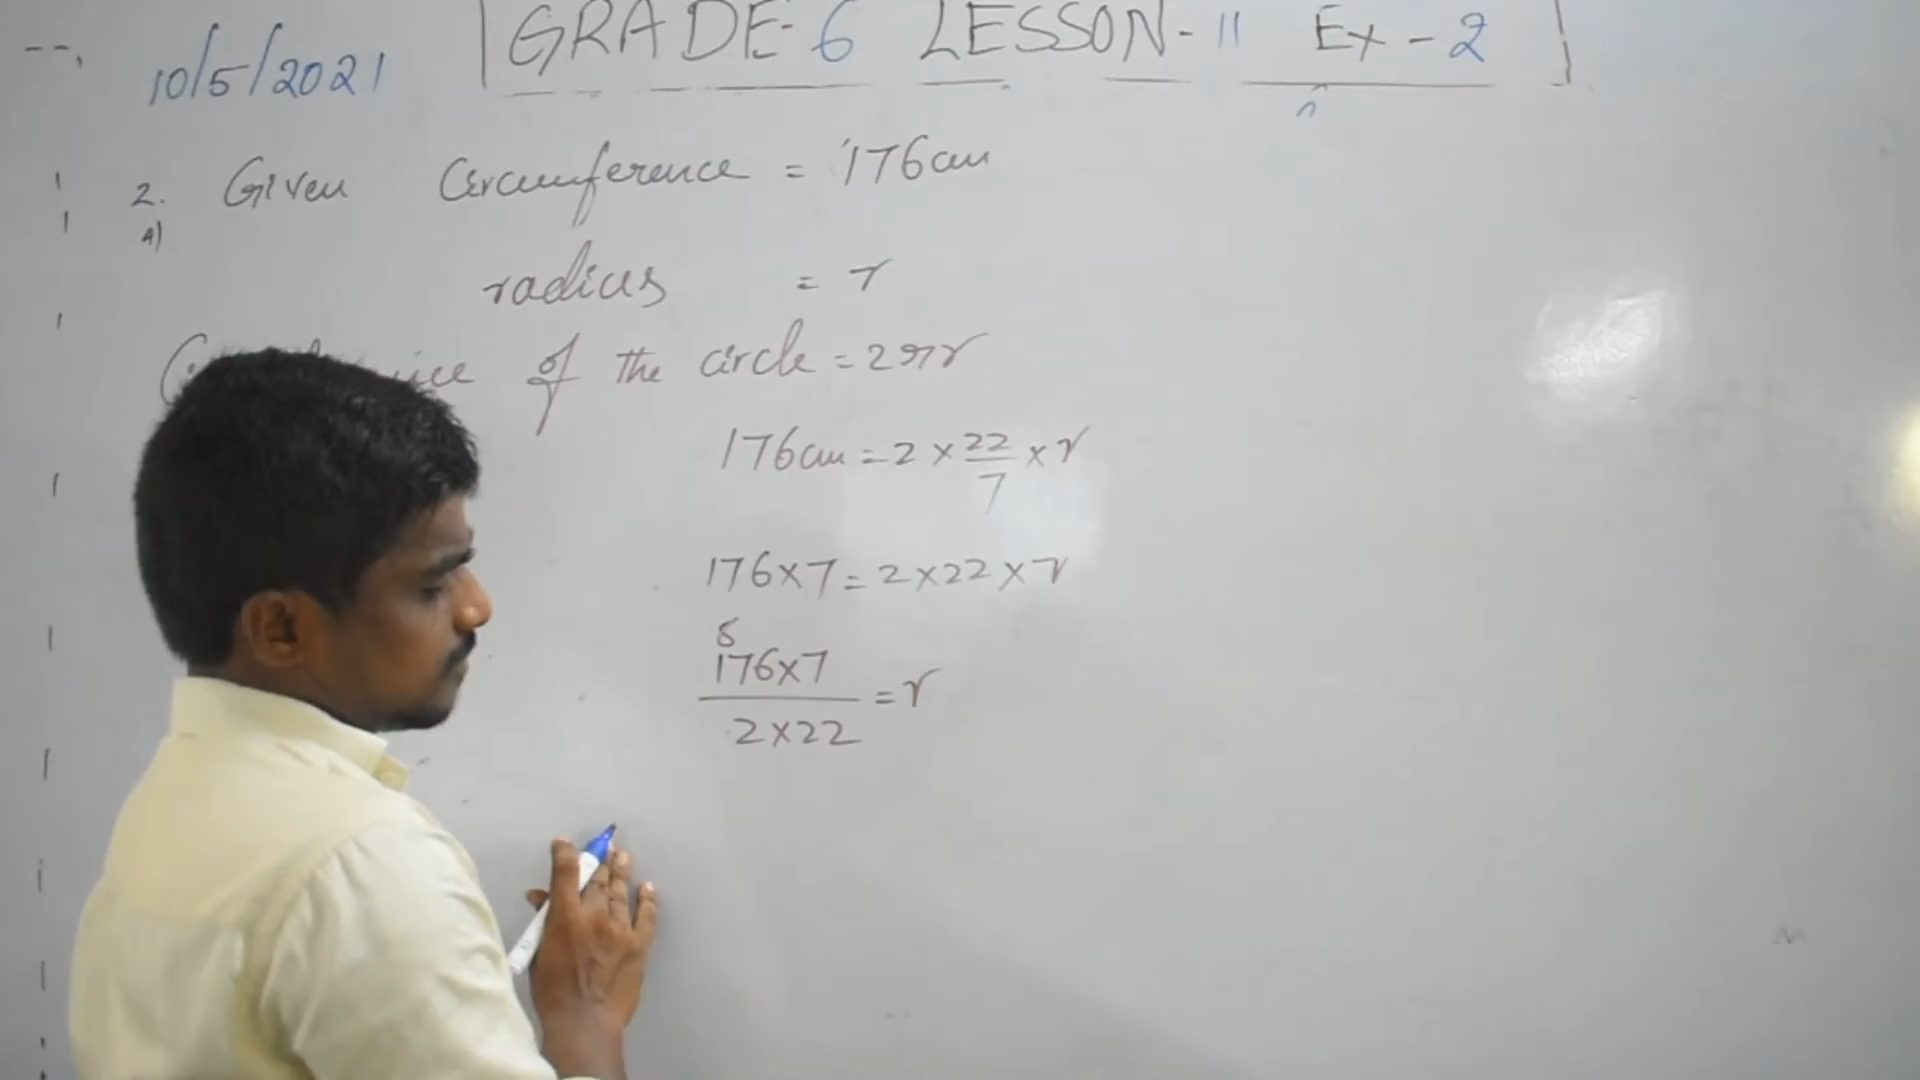 10/5/2021 GRADE-6 LESSON-11 Ex-2
2. Given Circumference = 176cm
A)
radius = r
of the circle = 2πr
176cm = 2 × 22/7 × r
176×7 = 2×22×r
8
176×7
2×22 = r